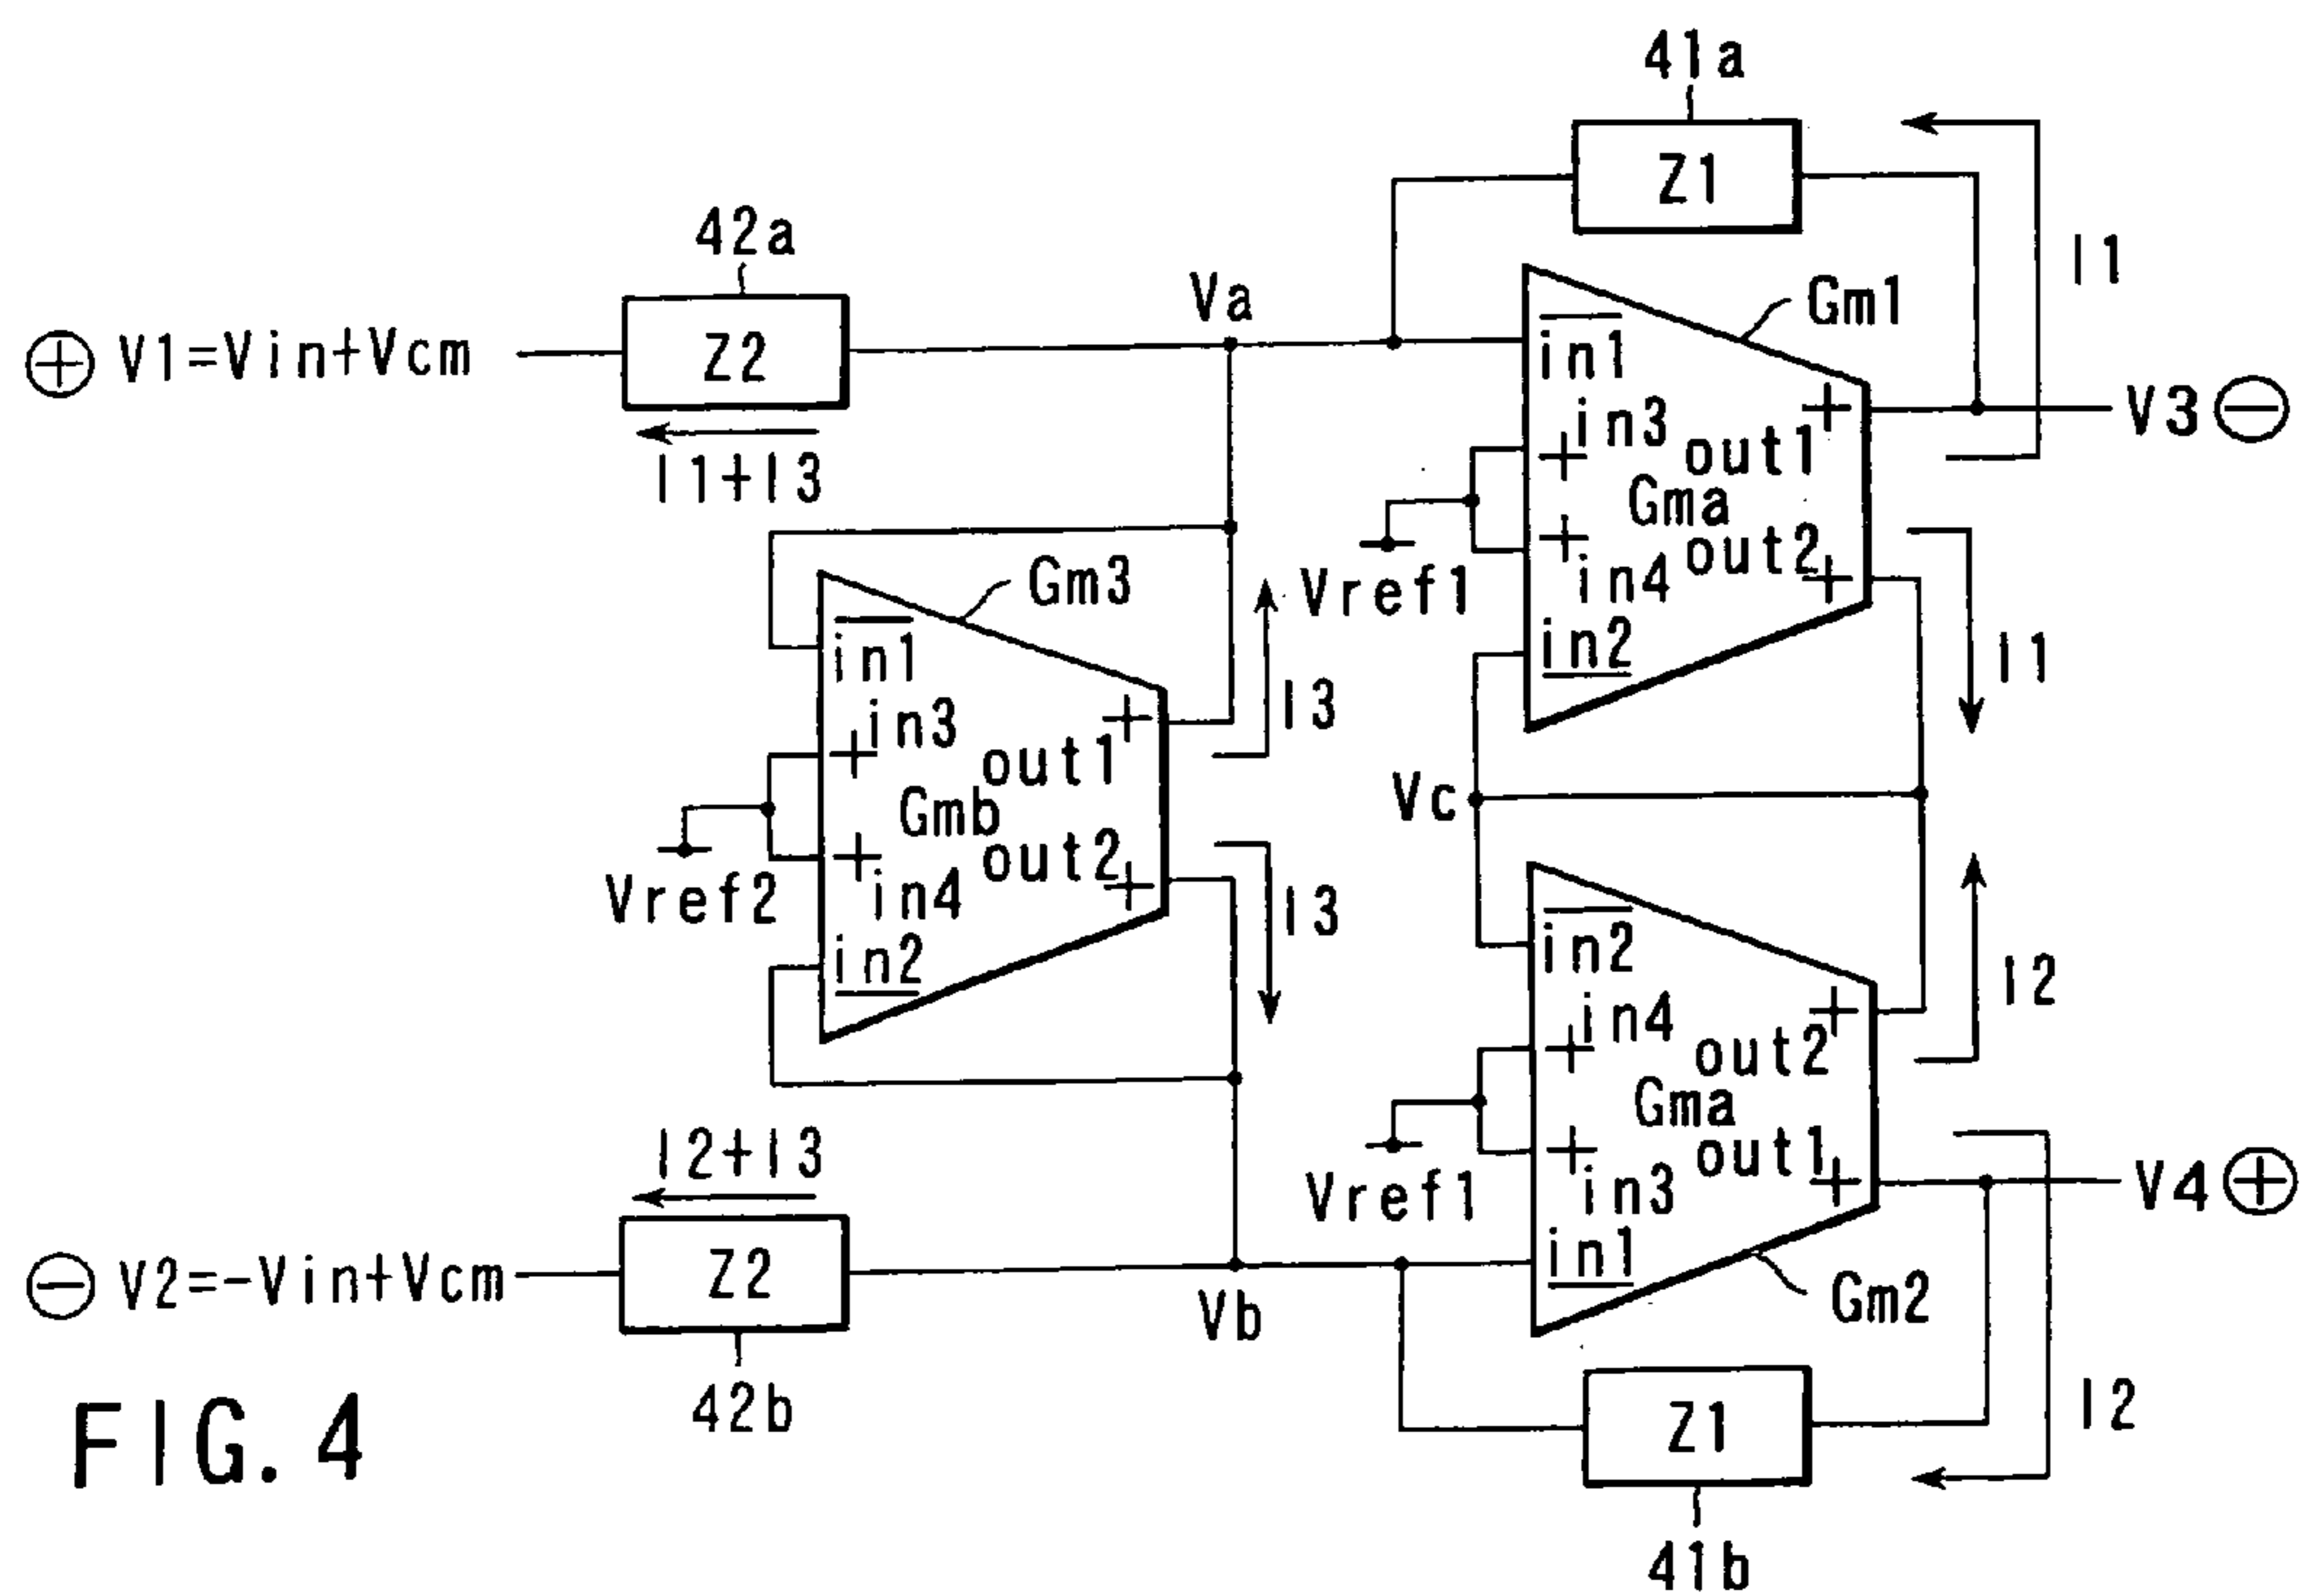 41a
Z1
I1
42a
Va
Gm1
⊕ V1=Vin+Vcm
Z2
in1
in3
+
+
out1
V3 ⊖
I1+I3
Gma
out2
+
+
in4
in2
Vref1
I1
Gm3
in1
in3
+
+
out1
I3
Gmb
out2
+
+
in4
in2
Vref2
I3
Vc
in2
in4
+
+
out2
I2
Gma
out1
+
+
in3
in1
Vref1
V4 ⊕
I2+I3
⊖ V2=-Vin+Vcm
Z2
Vb
Gm2
42b
Z1
I2
41b
FIG. 4